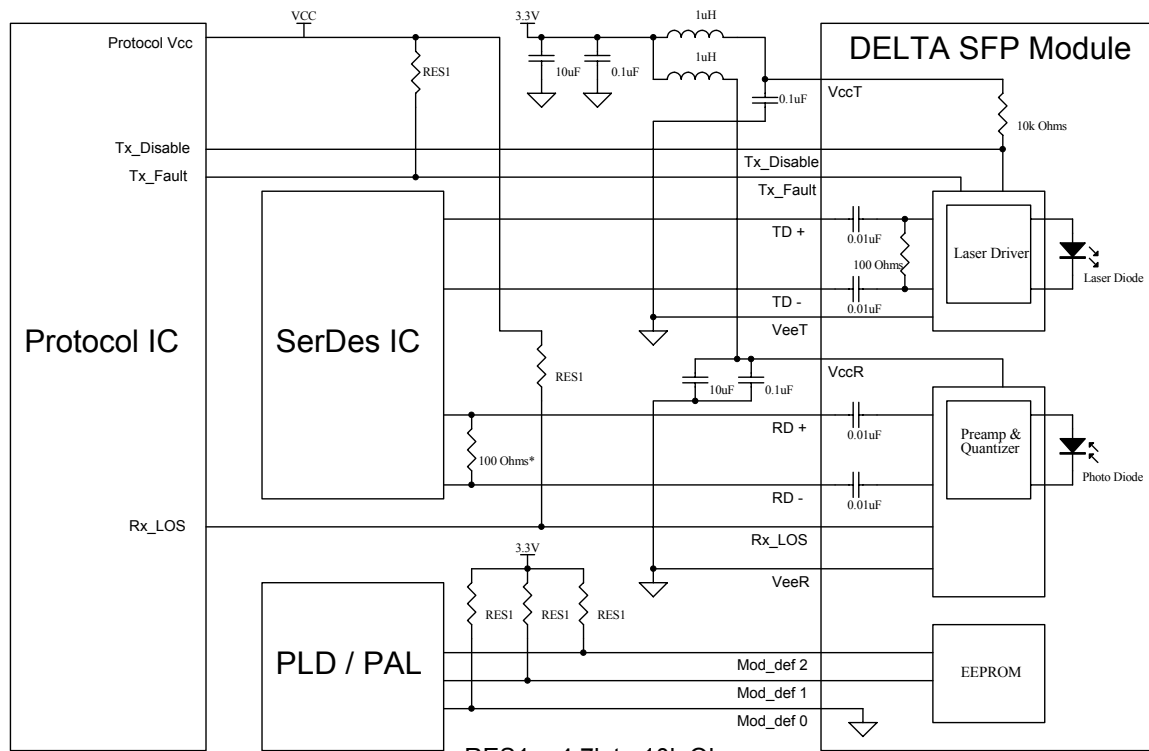 VCC
3.3V
1uH
Protocol Vcc
DELTA SFP Module
RES1
10uF
0.1uF
1uH
VccT
0.1uF
10k Ohms
Tx_Disable
Tx_Disable
Tx_Fault
Tx_Fault
TD +
0.01uF
Laser Driver
100 Ohms
Laser Diode
TD -
0.01uF
VeeT
Protocol IC
SerDes IC
RES1
10uF
0.1uF
VccR
RD +
0.01uF
Preamp &
Quantizer
100 Ohms*
Photo Diode
RD -
0.01uF
Rx_LOS
Rx_LOS
3.3V
VeeR
RES1
RES1
RES1
PLD / PAL
Mod_def 2
EEPROM
Mod_def 1
Mod_def 0